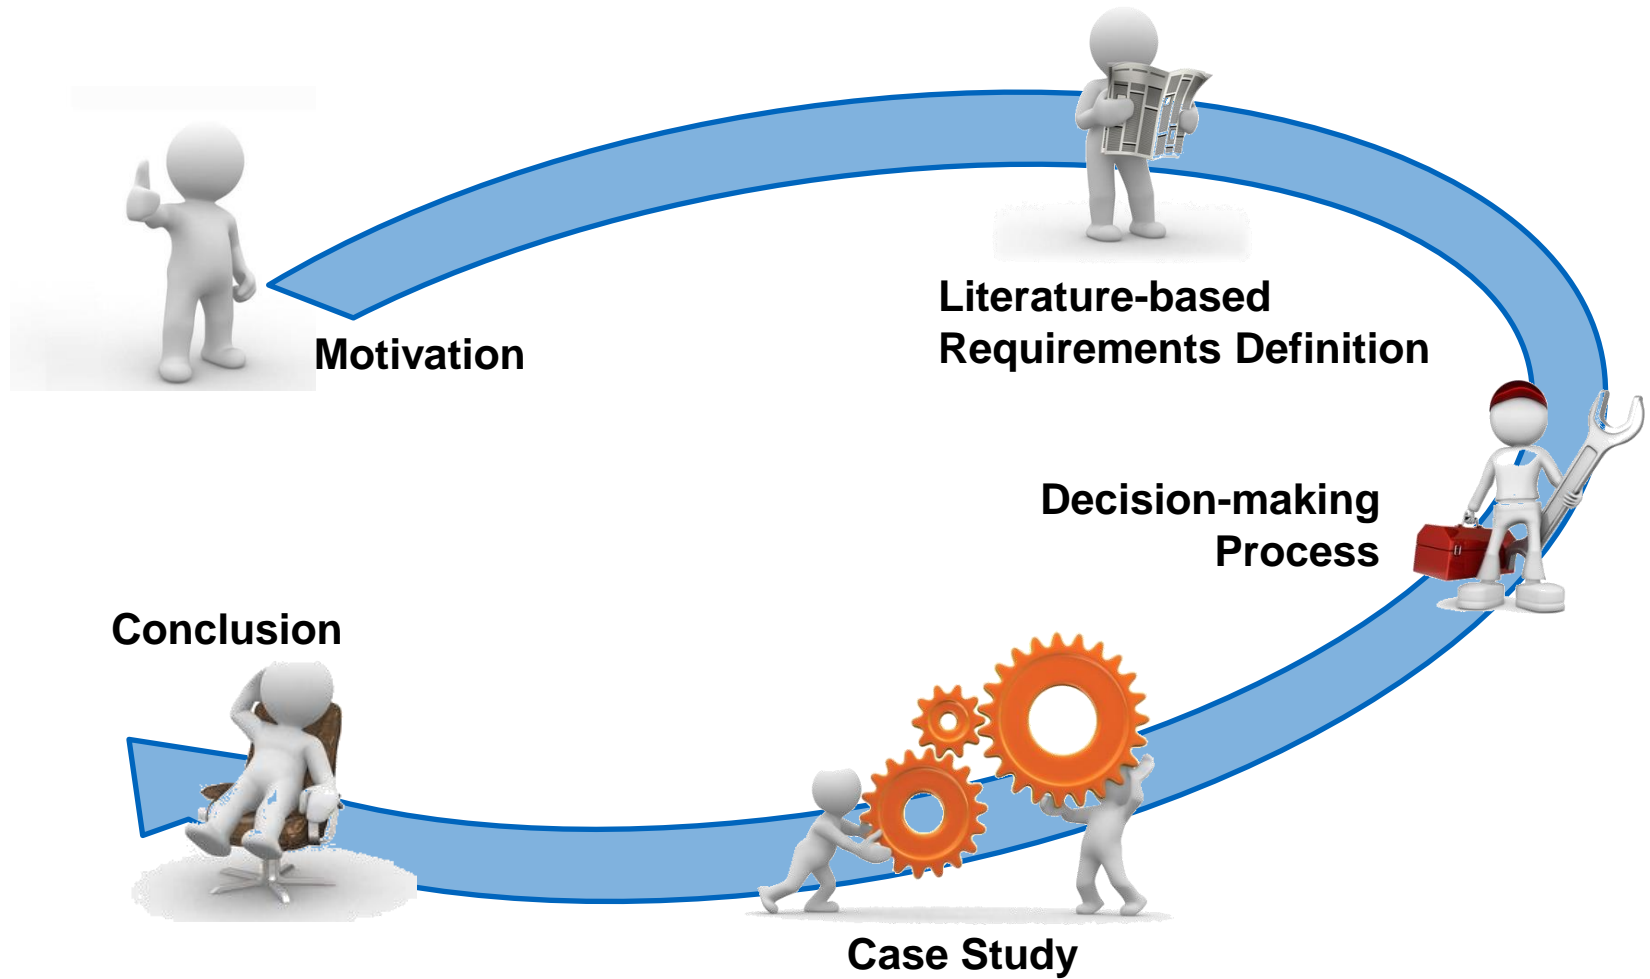 Motivation
Literature-based
Requirements Definition
Decision-making
Process
Case Study
Conclusion